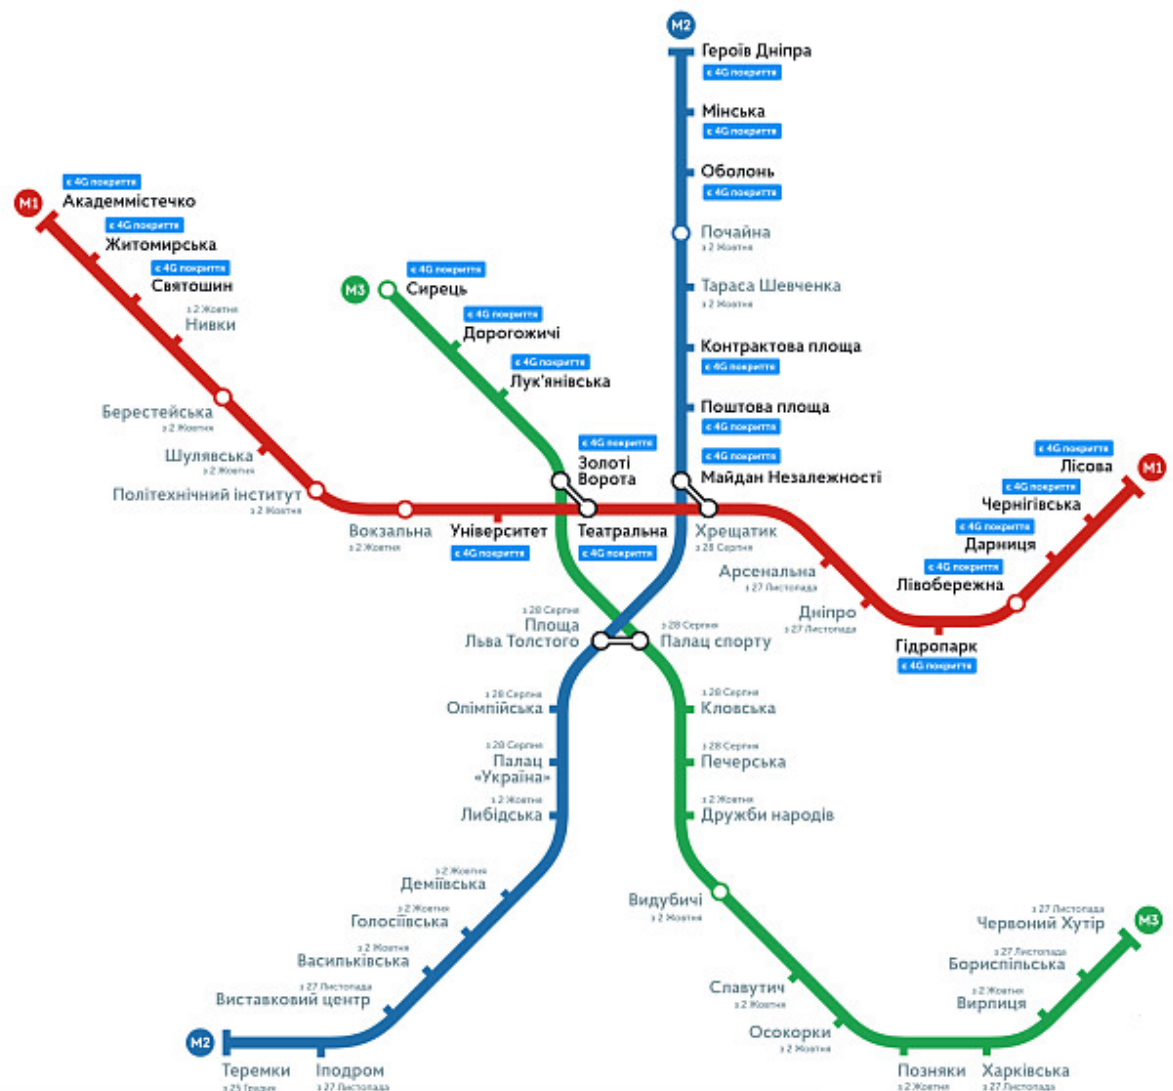 M2
Героїв Дніпра
є 4G покриття
Мінська
є 4G покриття
Оболонь
є 4G покриття
Почайна
з 2 Жовтня
Тараса Шевченка
з 2 Жовтня
Контрактова площа
є 4G покриття
Поштова площа
є 4G покриття
є 4G покриття
Майдан Незалежності
M1
є 4G покриття
Академмістечко
є 4G покриття
Житомирська
є 4G покриття
Святошин
з 2 Жовтня
Нивки
Берестейська
з 2 Жовтня
Шулявська
з 2 Жовтня
Політехнічний інститут
з 2 Жовтня
Вокзальна
з 2 Жовтня
Університет
є 4G покриття
Театральна
є 4G покриття
Хрещатик
з 28 Серпня
Арсенальна
з 27 Листопада
Дніпро
з 27 Листопада
Гідропарк
є 4G покриття
є 4G покриття
Лівобережна
є 4G покриття
Дарниця
є 4G покриття
Чернігівська
є 4G покриття
Лісова
M1
M3
є 4G покриття
Сирець
є 4G покриття
Дорогожичі
є 4G покриття
Лук'янівська
є 4G покриття
Золоті
Ворота
з 28 Серпня
Площа
Льва Толстого
з 28 Серпня
Палац спорту
з 28 Серпня
Олімпійська
з 28 Серпня
Кловська
з 28 Серпня
Палац
«Україна»
з 28 Серпня
Печерська
з 2 Жовтня
Либідська
з 2 Жовтня
Дружби народів
з 2 Жовтня
Деміївська
з 2 Жовтня
Голосіївська
з 2 Жовтня
Васильківська
з 27 Листопада
Виставковий центр
M2
Теремки
з 25 Грудня
Іподром
з 27 Листопада
Видубичі
з 2 Жовтня
Славутич
з 2 Жовтня
Осокорки
з 2 Жовтня
Позняки
з 2 Жовтня
Харківська
з 27 Листопада
з 2 Жовтня
Вирлиця
з 27 Листопада
Бориспільська
з 27 Листопада
Червоний Хутір
M3